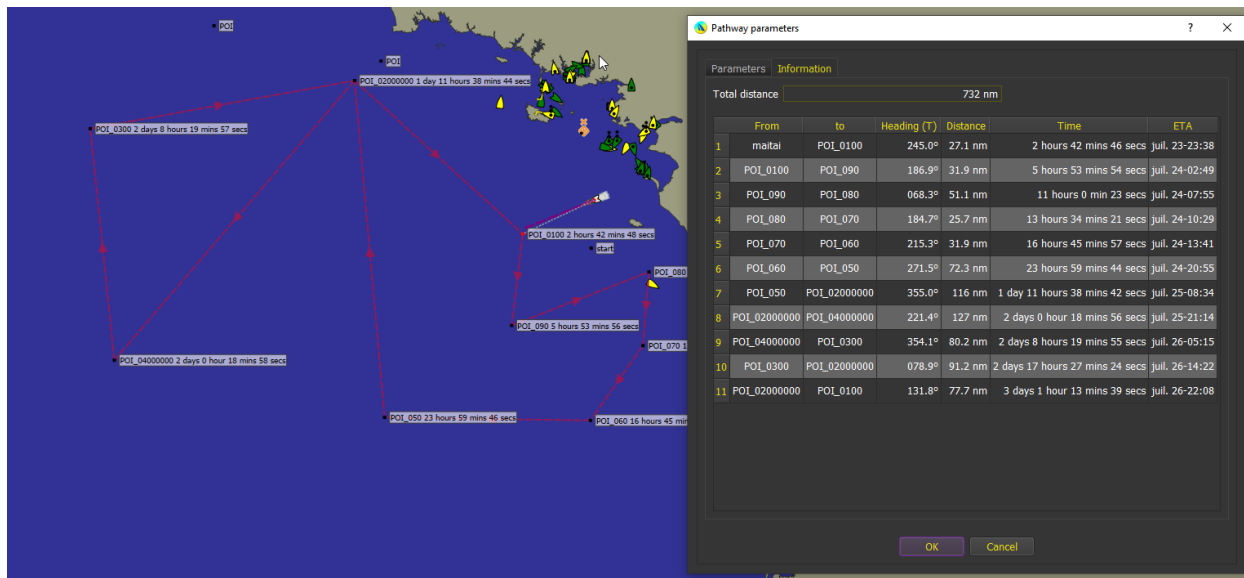 POI
POI
POI_02000000 1 day 11 hours 38 mins 44 secs
POI_0300 2 days 8 hours 19 mins 57 secs
POI_0100 2 hours 42 mins 48 secs
start
POI_080
POI_090 5 hours 53 mins 56 secs
POI_070 1
POI_04000000 2 days 0 hour 18 mins 58 secs
POI_050 23 hours 59 mins 46 secs
POI_060 16 hours 45 min
Pathway parameters ? ×
Parameters Information
Total distance 732 nm
From to Heading (T) Distance Time ETA
1 maitai POI_0100 245.0° 27.1 nm 2 hours 42 mins 46 secs juil. 23-23:38
2 POI_0100 POI_090 186.9° 31.9 nm 5 hours 53 mins 54 secs juil. 24-02:49
3 POI_090 POI_080 068.3° 51.1 nm 11 hours 0 min 23 secs juil. 24-07:55
4 POI_080 POI_070 184.7° 25.7 nm 13 hours 34 mins 21 secs juil. 24-10:29
5 POI_070 POI_060 215.3° 31.9 nm 16 hours 45 mins 57 secs juil. 24-13:41
6 POI_060 POI_050 271.5° 72.3 nm 23 hours 59 mins 44 secs juil. 24-20:55
7 POI_050 POI_02000000 355.0° 116 nm 1 day 11 hours 38 mins 42 secs juil. 25-08:34
8 POI_02000000 POI_04000000 221.4° 127 nm 2 days 0 hour 18 mins 56 secs juil. 25-21:14
9 POI_04000000 POI_0300 354.1° 80.2 nm 2 days 8 hours 19 mins 55 secs juil. 26-05:15
10 POI_0300 POI_02000000 078.9° 91.2 nm 2 days 17 hours 27 mins 24 secs juil. 26-14:22
11 POI_02000000 POI_0100 131.8° 77.7 nm 3 days 1 hour 13 mins 39 secs juil. 26-22:08
OK Cancel